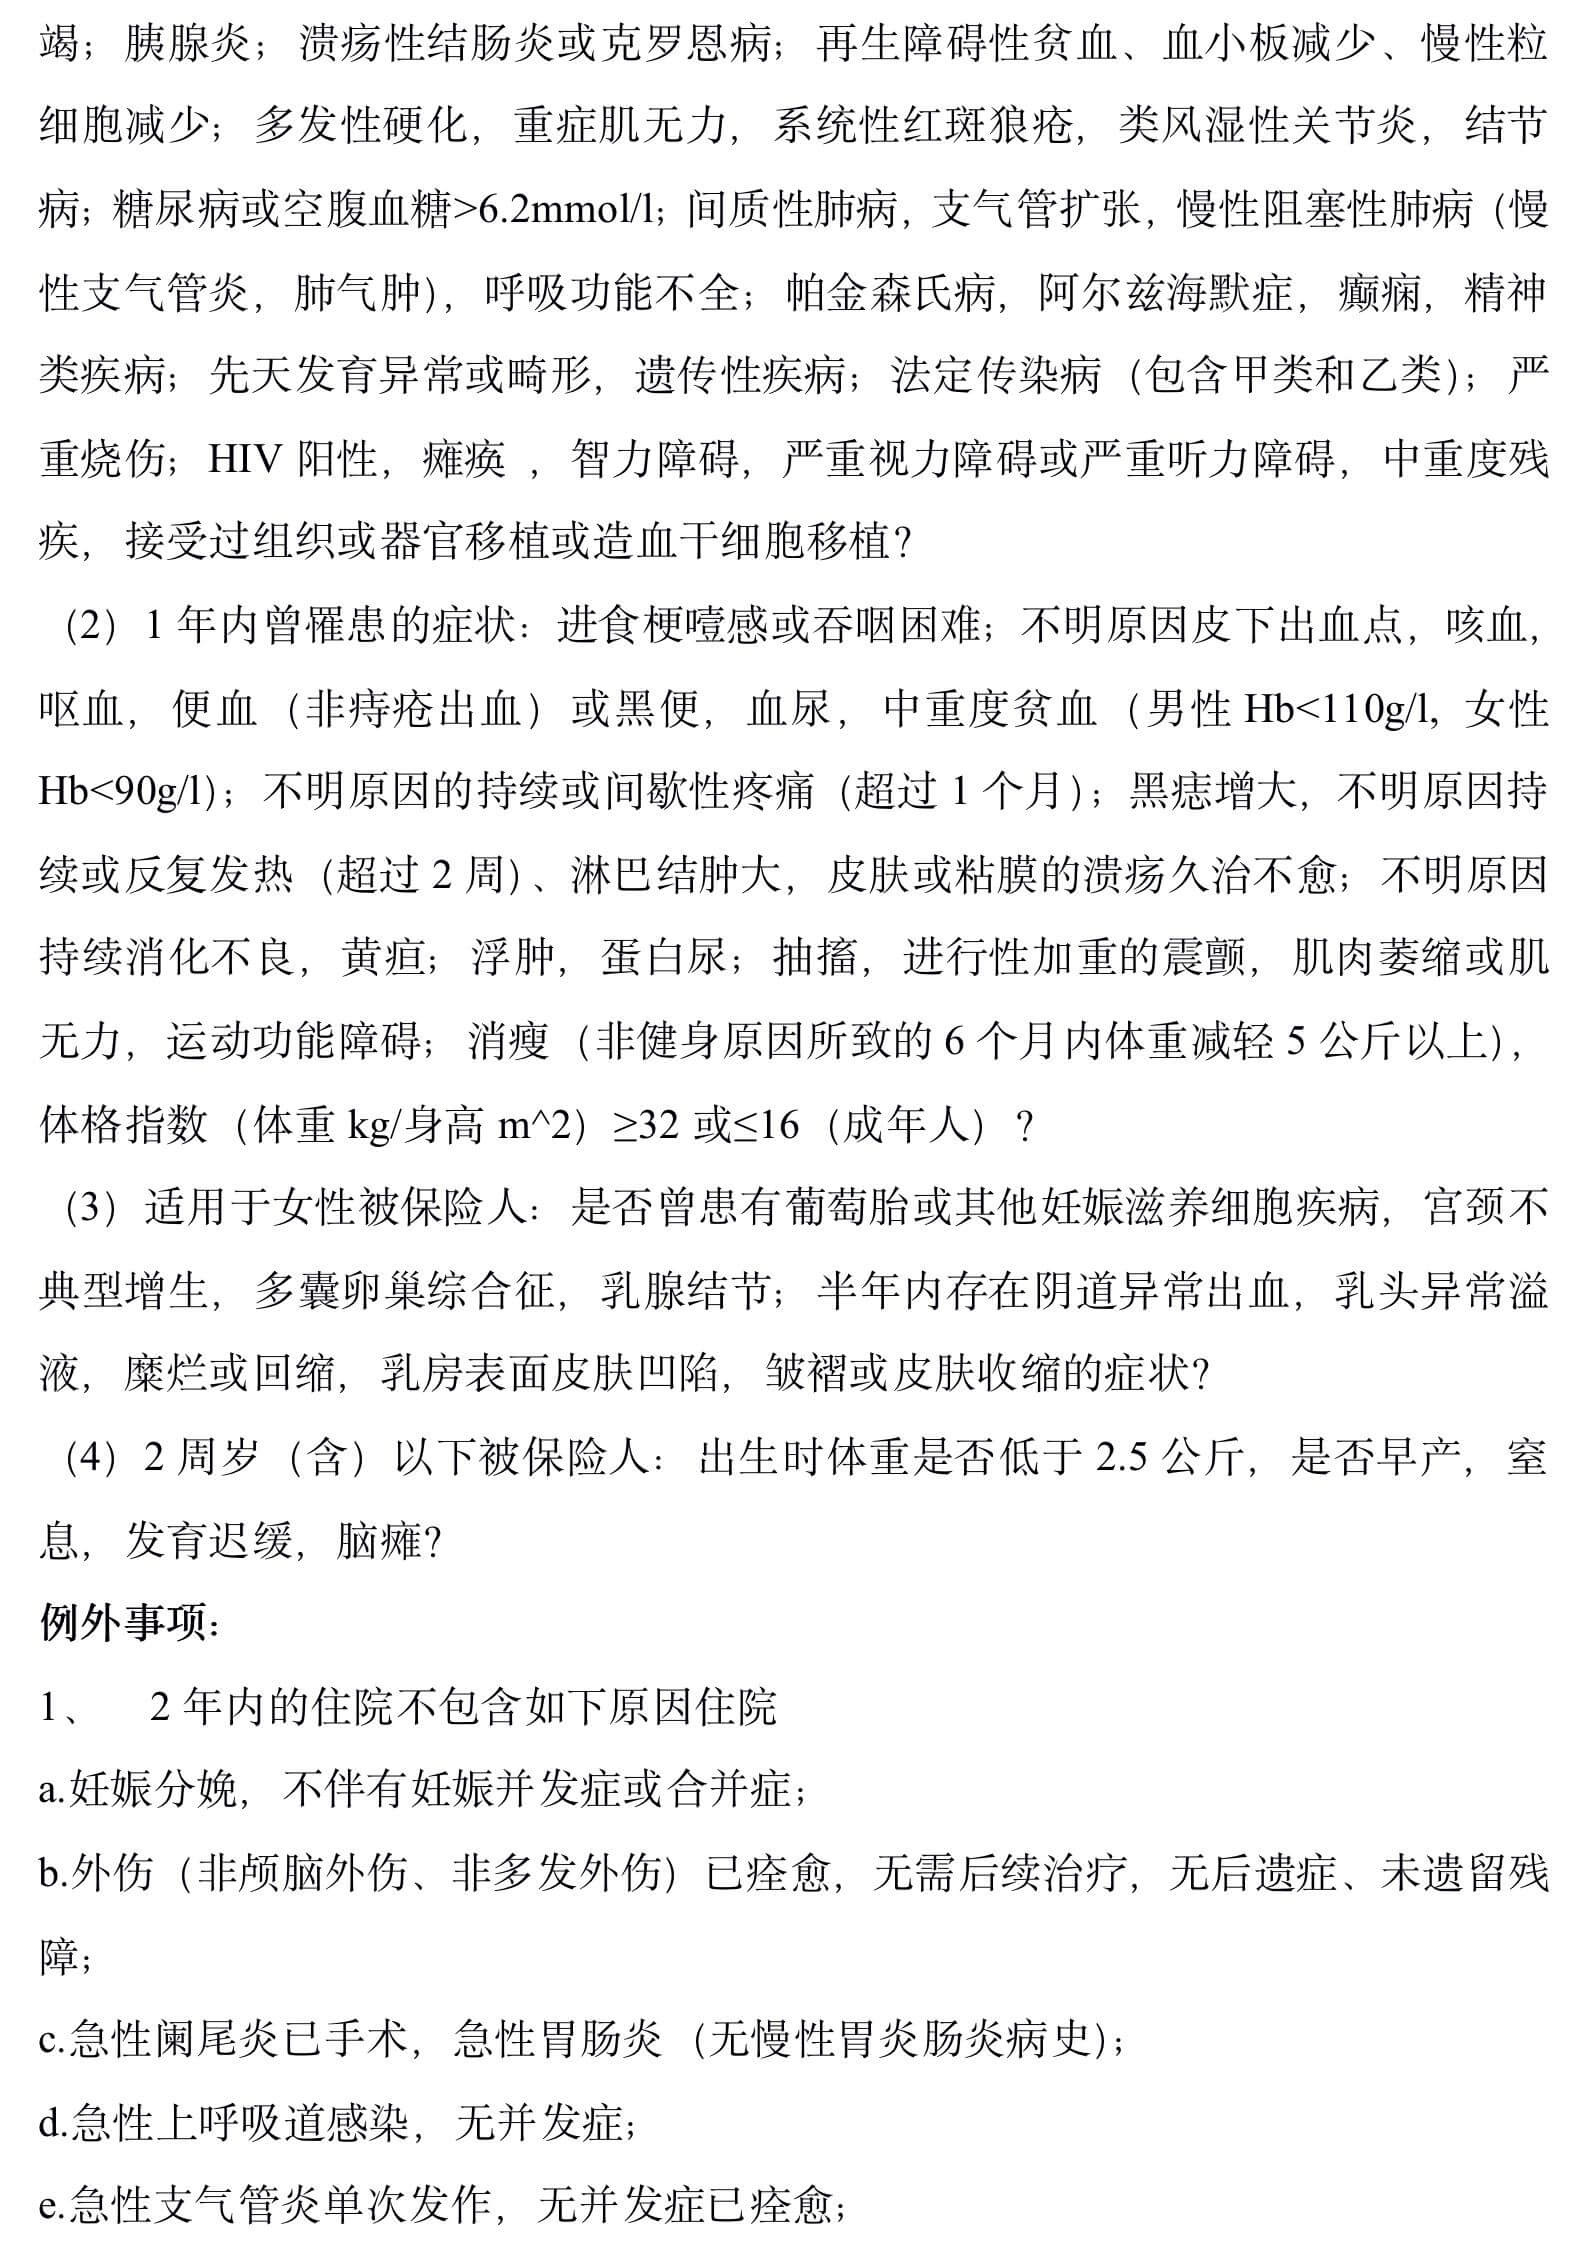 竭；胰腺炎；溃疡性结肠炎或克罗恩病；再生障碍性贫血、血小板减少、慢性粒
细胞减少；多发性硬化，重症肌无力，系统性红斑狼疮，类风湿性关节炎，结节
病；糖尿病或空腹血糖>6.2mmol/l；间质性肺病，支气管扩张，慢性阻塞性肺病（慢
性支气管炎，肺气肿），呼吸功能不全；帕金森氏病，阿尔兹海默症，癫痫，精神
类疾病；先天发育异常或畸形，遗传性疾病；法定传染病（包含甲类和乙类）；严
重烧伤；HIV 阳性，瘫痪 ，智力障碍，严重视力障碍或严重听力障碍，中重度残
疾，接受过组织或器官移植或造血干细胞移植？
（2）1 年内曾罹患的症状：进食梗噎感或吞咽困难；不明原因皮下出血点，咳血，
呕血，便血（非痔疮出血）或黑便，血尿，中重度贫血（男性 Hb<110g/l, 女性
Hb<90g/l）；不明原因的持续或间歇性疼痛（超过 1 个月）；黑痣增大，不明原因持
续或反复发热（超过 2 周）、淋巴结肿大，皮肤或粘膜的溃疡久治不愈；不明原因
持续消化不良，黄疸；浮肿，蛋白尿；抽搐，进行性加重的震颤，肌肉萎缩或肌
无力，运动功能障碍；消瘦（非健身原因所致的 6 个月内体重减轻 5 公斤以上），
体格指数（体重 kg/身高 m^2）≥32 或≤16（成年人）？
（3）适用于女性被保险人：是否曾患有葡萄胎或其他妊娠滋养细胞疾病，宫颈不
典型增生，多囊卵巢综合征，乳腺结节；半年内存在阴道异常出血，乳头异常溢
液，糜烂或回缩，乳房表面皮肤凹陷，皱褶或皮肤收缩的症状？
（4）2 周岁（含）以下被保险人：出生时体重是否低于 2.5 公斤，是否早产，窒
息，发育迟缓，脑瘫？
例外事项：
1、 2 年内的住院不包含如下原因住院
a.妊娠分娩，不伴有妊娠并发症或合并症；
b.外伤（非颅脑外伤、非多发外伤）已痊愈，无需后续治疗，无后遗症、未遗留残
障；
c.急性阑尾炎已手术，急性胃肠炎（无慢性胃炎肠炎病史）；
d.急性上呼吸道感染，无并发症；
e.急性支气管炎单次发作，无并发症已痊愈；